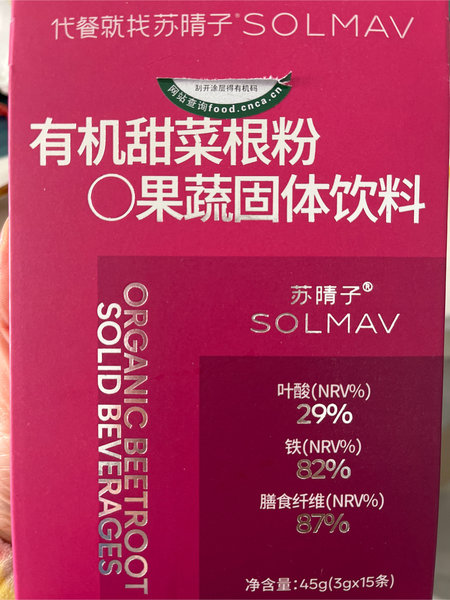 代餐就找苏晴子®SOLMAV
刮开涂层得有机码
网站查询food.cnca.cn
有机甜菜根粉
〇果蔬固体饮料
ORGANIC BEETROOT
SOLID BEVERAGES
苏晴子®
SOLMAV
叶酸(NRV%)
29%
铁(NRV%)
82%
膳食纤维(NRV%)
87%
净含量:45g(3g×15条)